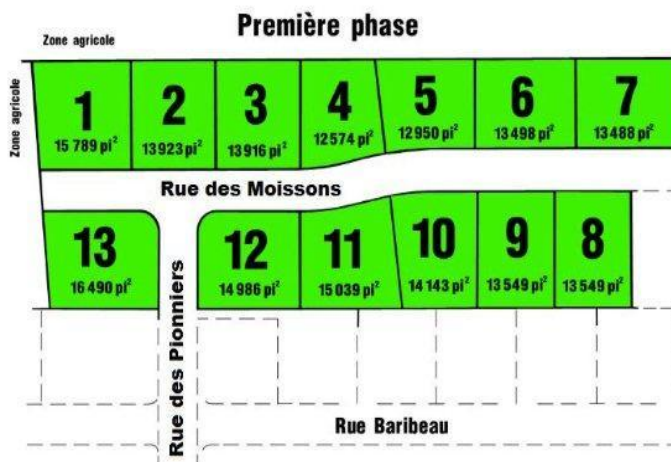 Première phase
Zone agricole
Zone agricole
1
15 789 pi²
2
13 923 pi²
3
13 916 pi²
4
12 574 pi²
5
12 950 pi²
6
13 498 pi²
7
13 488 pi²
Rue des Moissons
13
16 490 pi²
12
14 986 pi²
11
15 039 pi²
10
14 143 pi²
9
13 549 pi²
8
13 549 pi²
Rue des Pionniers
Rue Baribeau